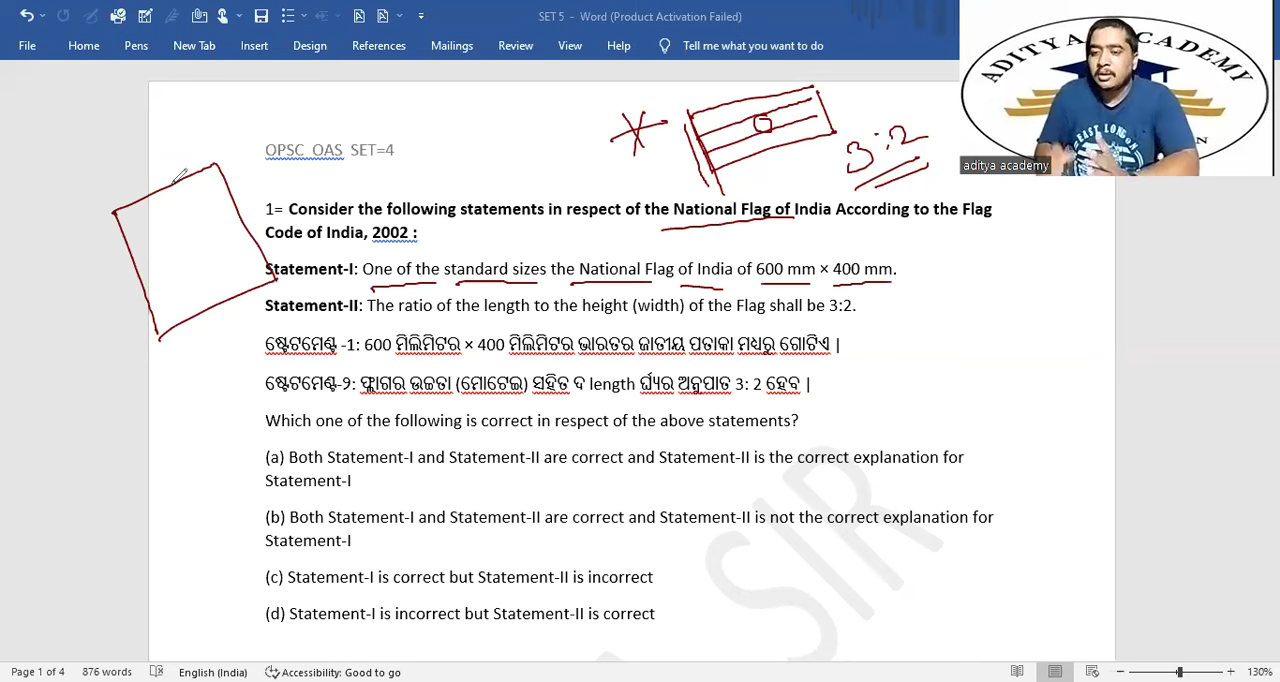 SET 5 - Word (Product Activation Failed)
File Home Pens New Tab Insert Design References Mailings Review View Help Tell me what you want to do
ADITYA ACADEMY
EAST LONDON
aditya academy
3:2
OPSC OAS SET=4
1= Consider the following statements in respect of the National Flag of India According to the Flag
Code of India, 2002 :
Statement-I: One of the standard sizes the National Flag of India of 600 mm × 400 mm.
Statement-II: The ratio of the length to the height (width) of the Flag shall be 3:2.
ଷ୍ଟେଟମେଣ୍ଟ -1: 600 ମିଲିମିଟର × 400 ମିଲିମିଟର ଭାରତର ଜାତୀୟ ପତାକା ମଧ୍ୟରୁ ଗୋଟିଏ |
ଷ୍ଟେଟମେଣ୍ଟ-୨: ଫ୍ଲାଗର ଉଚ୍ଚତା (ମୋଟେଇ) ସହିତ ଦ length ର୍ଘ୍ୟର ଅନୁପାତ 3: 2 ହେବ |
Which one of the following is correct in respect of the above statements?
(a) Both Statement-I and Statement-II are correct and Statement-II is the correct explanation for
Statement-I
(b) Both Statement-I and Statement-II are correct and Statement-II is not the correct explanation for
Statement-I
(c) Statement-I is correct but Statement-II is incorrect
(d) Statement-I is incorrect but Statement-II is correct
SIR
Page 1 of 4 876 words English (India) Accessibility: Good to go 130%